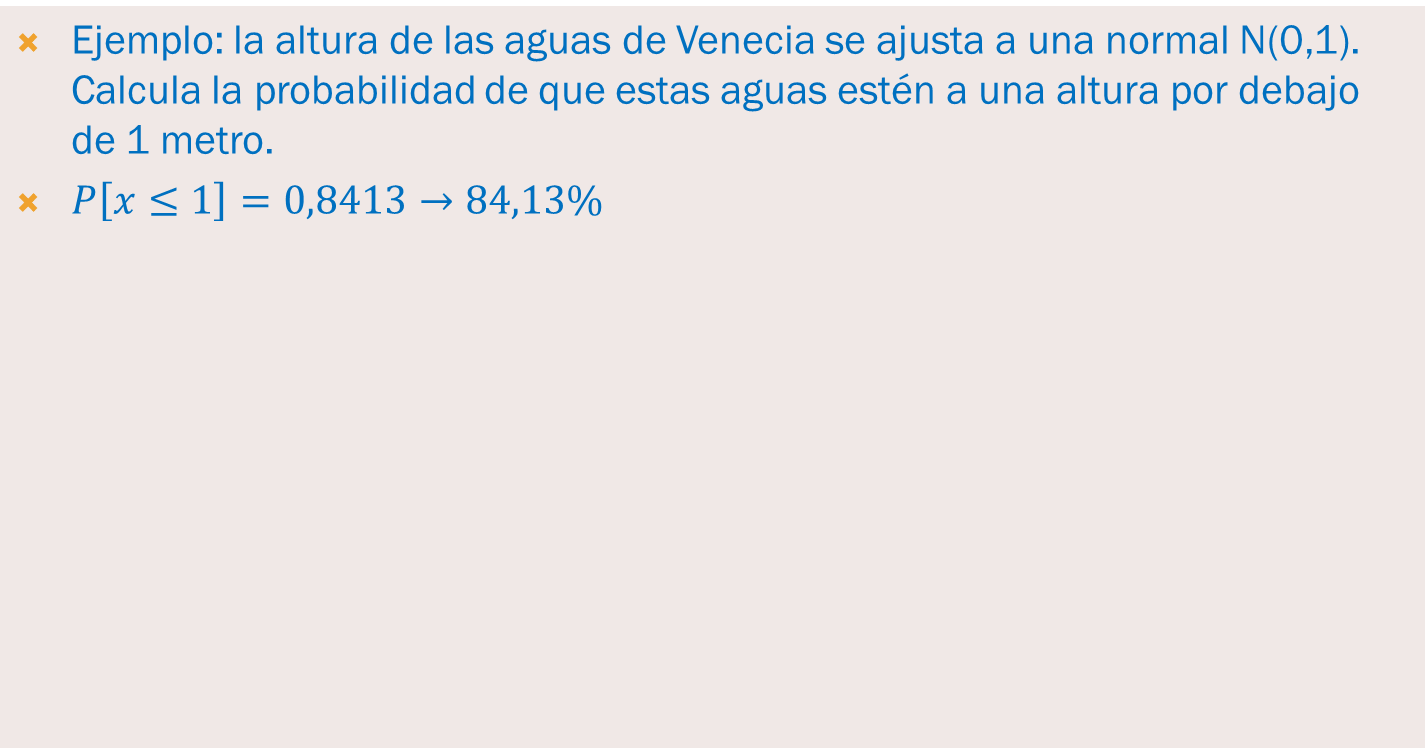 Ejemplo: la altura de las aguas de Venecia se ajusta a una normal N(0,1).
Calcula la probabilidad de que estas aguas estén a una altura por debajo
de 1 metro.
P[x ≤ 1] = 0,8413 → 84,13%